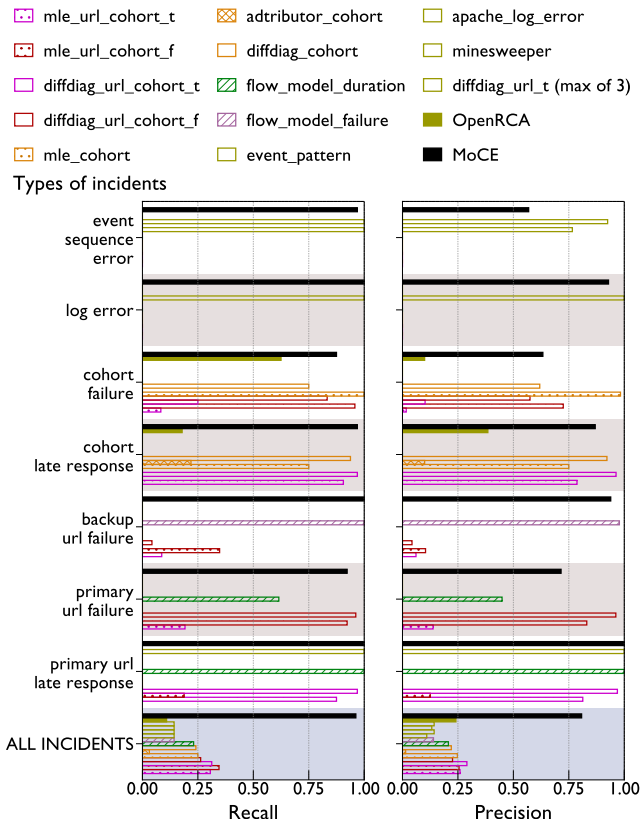 mle_url_cohort_t
mle_url_cohort_f
diffdiag_url_cohort_t
diffdiag_url_cohort_f
mle_cohort
adtributor_cohort
diffdiag_cohort
flow_model_duration
flow_model_failure
event_pattern
apache_log_error
minesweeper
diffdiag_url_t (max of 3)
OpenRCA
MoCE
Types of incidents
event
sequence
error
log error
cohort
failure
cohort
late response
backup
url failure
primary
url failure
primary url
late response
ALL INCIDENTS
0.00 0.25 0.50 0.75 1.00
Recall
0.00 0.25 0.50 0.75 1.00
Precision